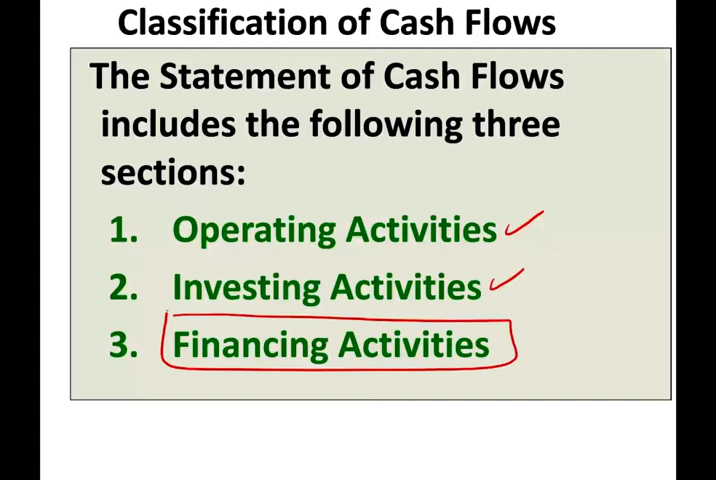 Classification of Cash Flows
The Statement of Cash Flows
includes the following three
sections:
1. Operating Activities
2. Investing Activities
3. Financing Activities